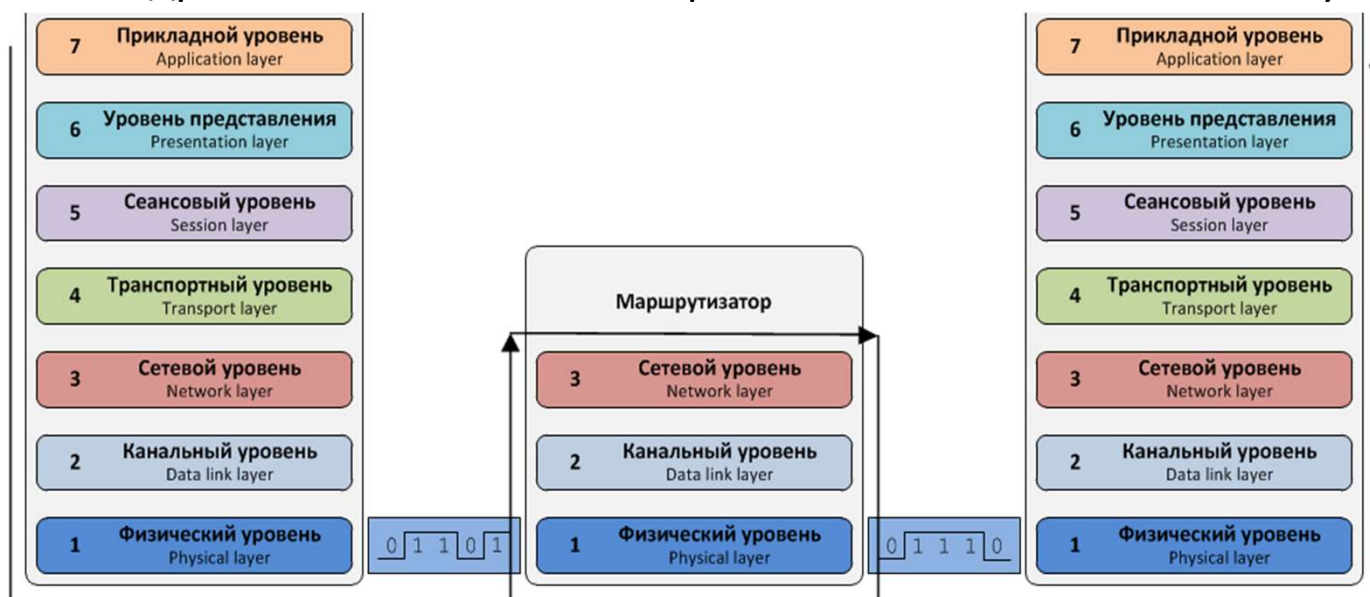 7 Прикладной уровень
Application layer
6 Уровень представления
Presentation layer
5 Сеансовый уровень
Session layer
4 Транспортный уровень
Transport layer
3 Сетевой уровень
Network layer
2 Канальный уровень
Data link layer
1 Физический уровень
Physical layer
0 1 1 0 1
Маршрутизатор
3 Сетевой уровень
Network layer
2 Канальный уровень
Data link layer
1 Физический уровень
Physical layer
0 1 1 1 0
7 Прикладной уровень
Application layer
6 Уровень представления
Presentation layer
5 Сеансовый уровень
Session layer
4 Транспортный уровень
Transport layer
3 Сетевой уровень
Network layer
2 Канальный уровень
Data link layer
1 Физический уровень
Physical layer